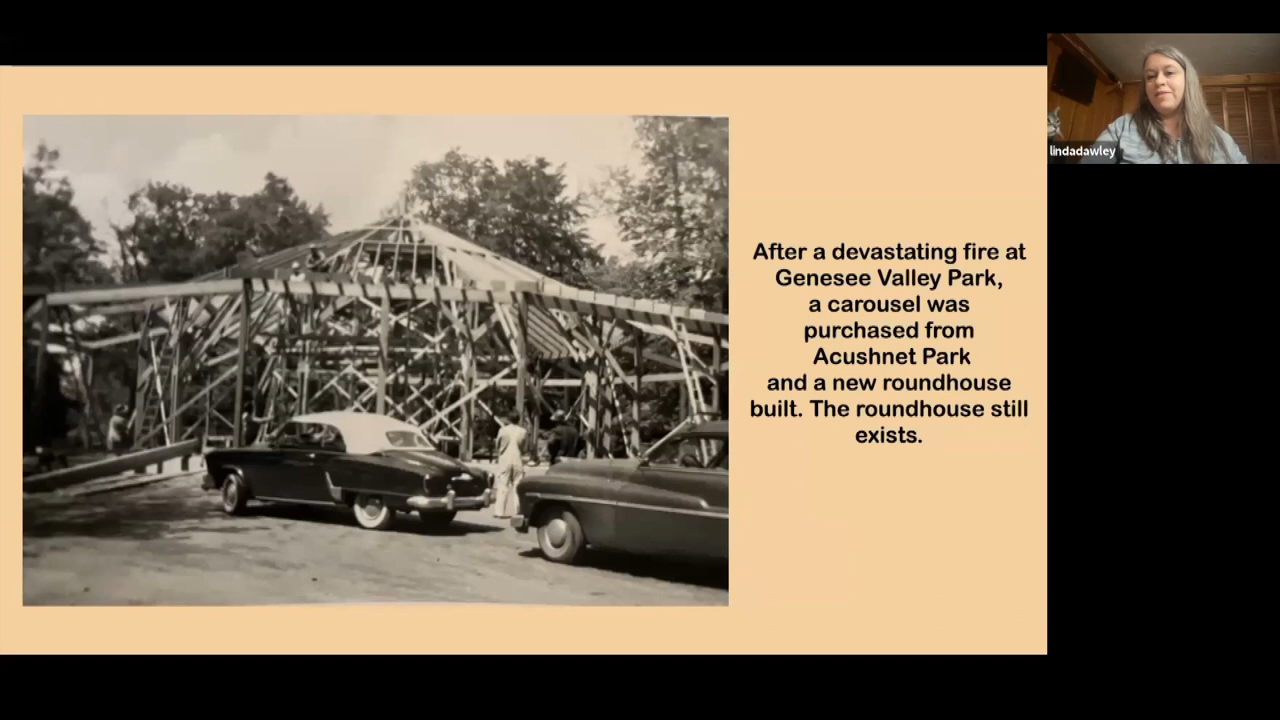 After a devastating fire at
Genesee Valley Park,
a carousel was
purchased from
Acushnet Park
and a new roundhouse
built. The roundhouse still
exists.
lindadawley